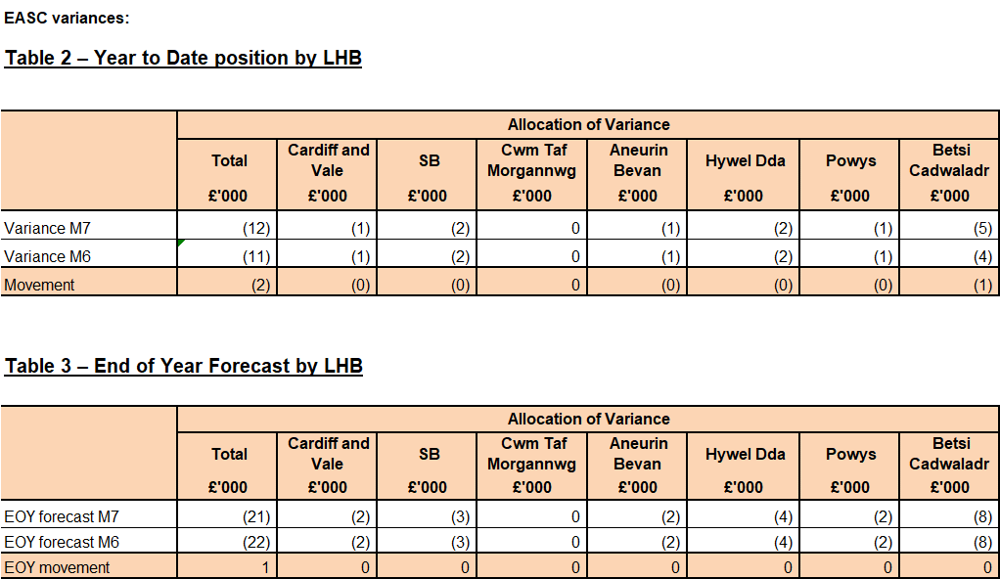 EASC variances:
Table 2 – Year to Date position by LHB
Allocation of Variance
Total Cardiff and Vale SB Cwm Taf Morgannwg Aneurin Bevan Hywel Dda Powys Betsi Cadwaladr
£'000 £'000 £'000 £'000 £'000 £'000 £'000 £'000
Variance M7 (12) (1) (2) 0 (1) (2) (1) (5)
Variance M6 (11) (1) (2) 0 (1) (2) (1) (4)
Movement (2) (0) (0) 0 (0) (0) (0) (1)
Table 3 – End of Year Forecast by LHB
Allocation of Variance
Total Cardiff and Vale SB Cwm Taf Morgannwg Aneurin Bevan Hywel Dda Powys Betsi Cadwaladr
£'000 £'000 £'000 £'000 £'000 £'000 £'000 £'000
EOY forecast M7 (21) (2) (3) 0 (2) (4) (2) (8)
EOY forecast M6 (22) (2) (3) 0 (2) (4) (2) (8)
EOY movement 1 0 0 0 0 0 0 0